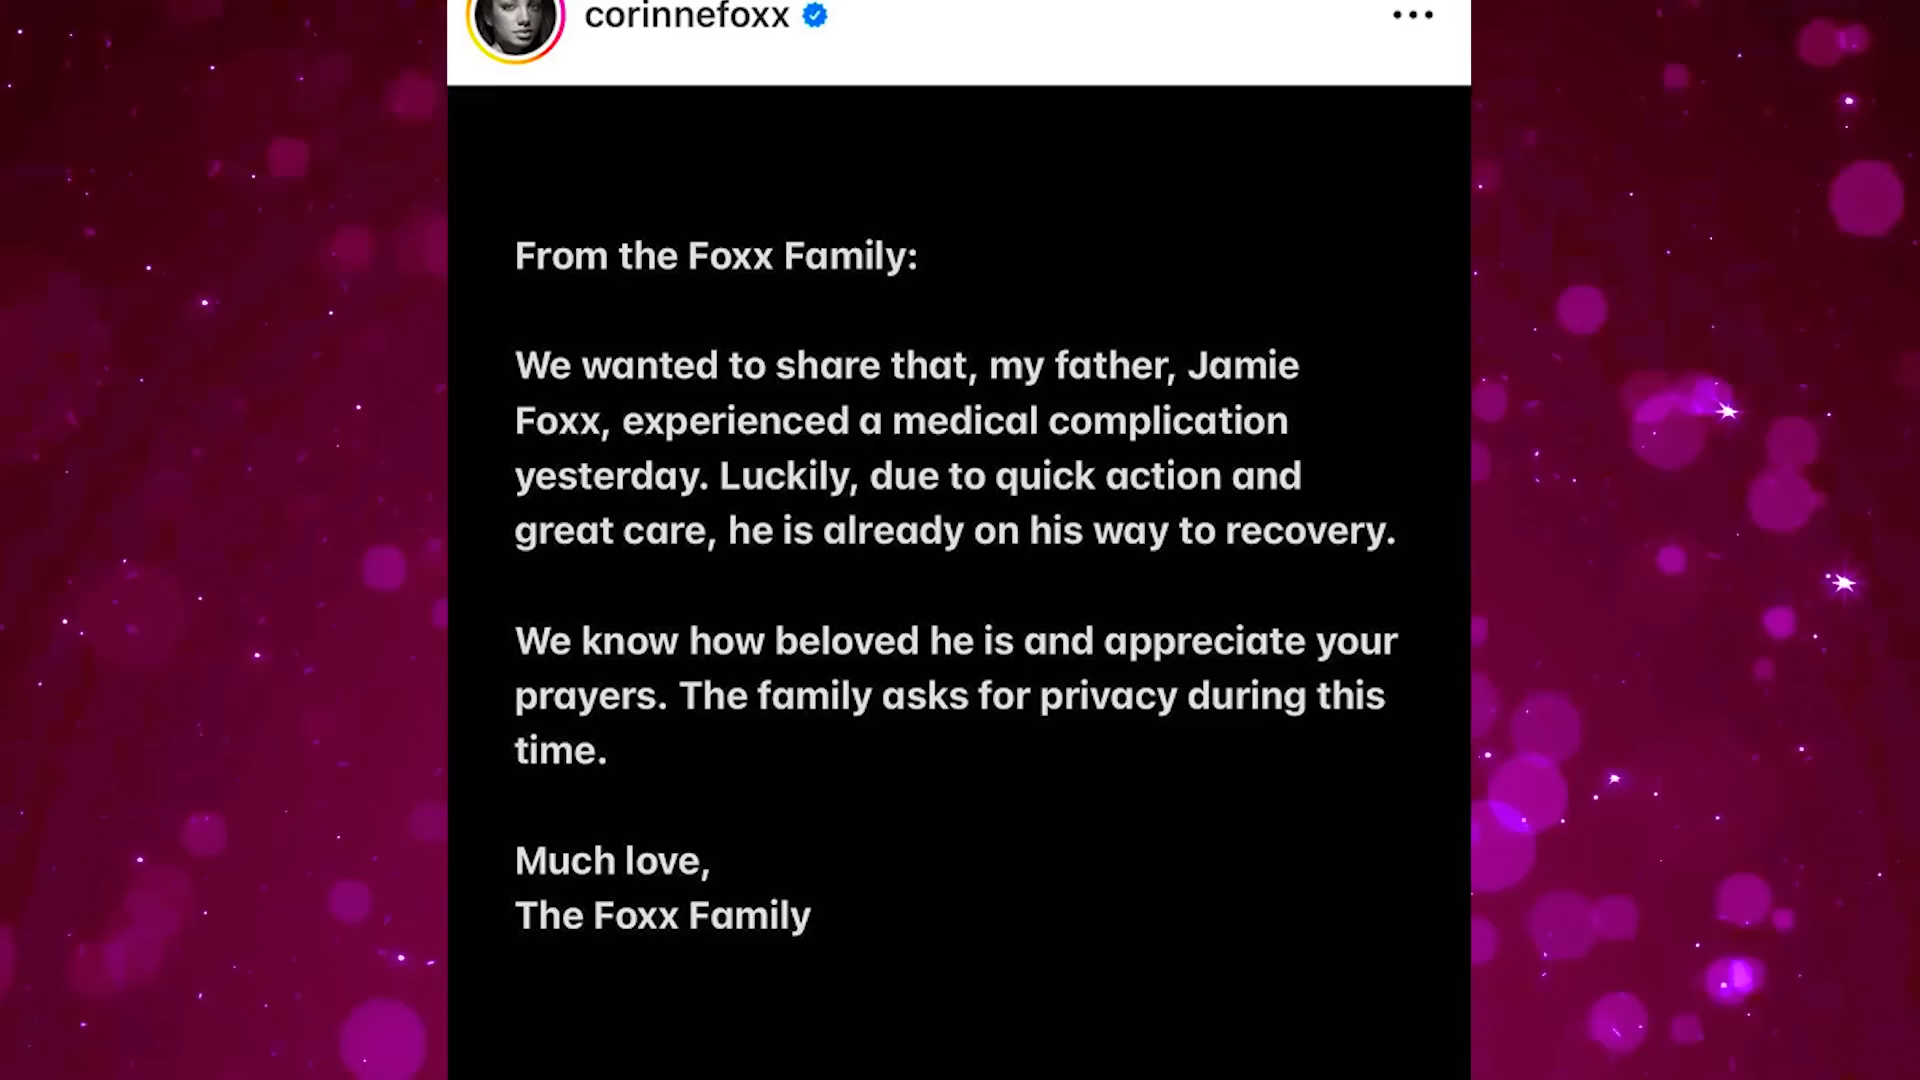 corinnefoxx
From the Foxx Family:
We wanted to share that, my father, Jamie
Foxx, experienced a medical complication
yesterday. Luckily, due to quick action and
great care, he is already on his way to recovery.
We know how beloved he is and appreciate your
prayers. The family asks for privacy during this
time.
Much love,
The Foxx Family